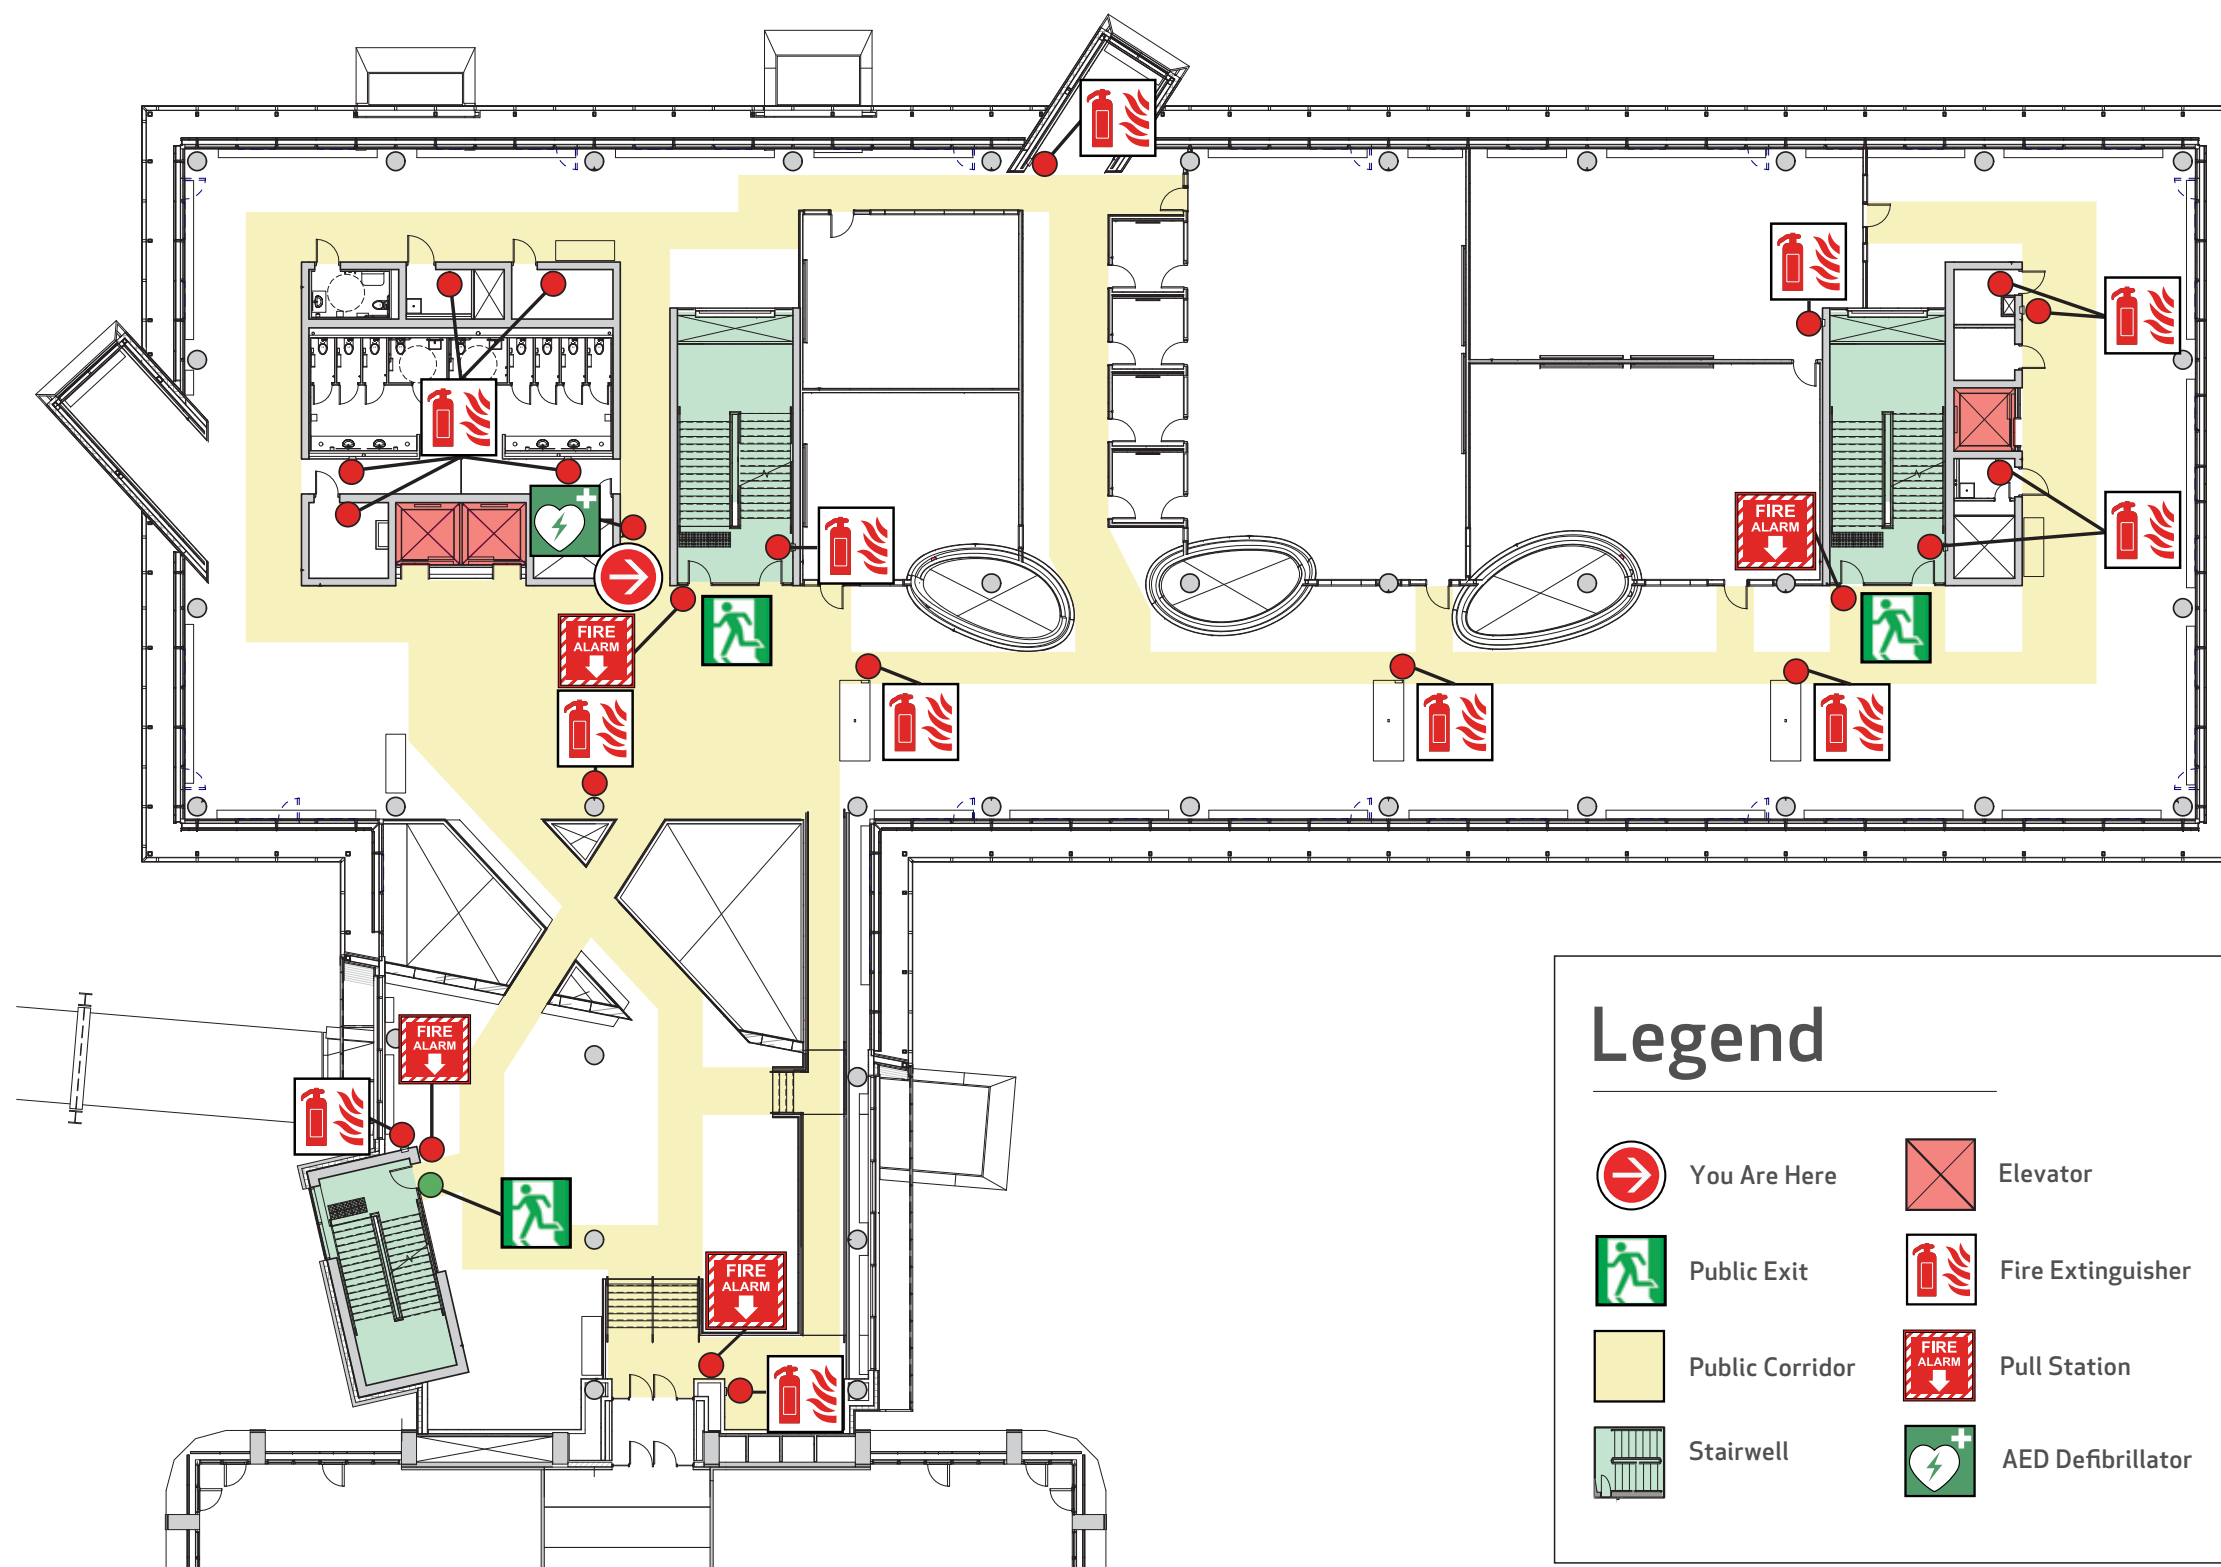 FIRE
ALARM
FIRE
ALARM
FIRE
ALARM
FIRE
ALARM
Legend
You Are Here
Elevator
Public Exit
Fire Extinguisher
Public Corridor
FIRE
ALARM
Pull Station
Stairwell
AED Defibrillator